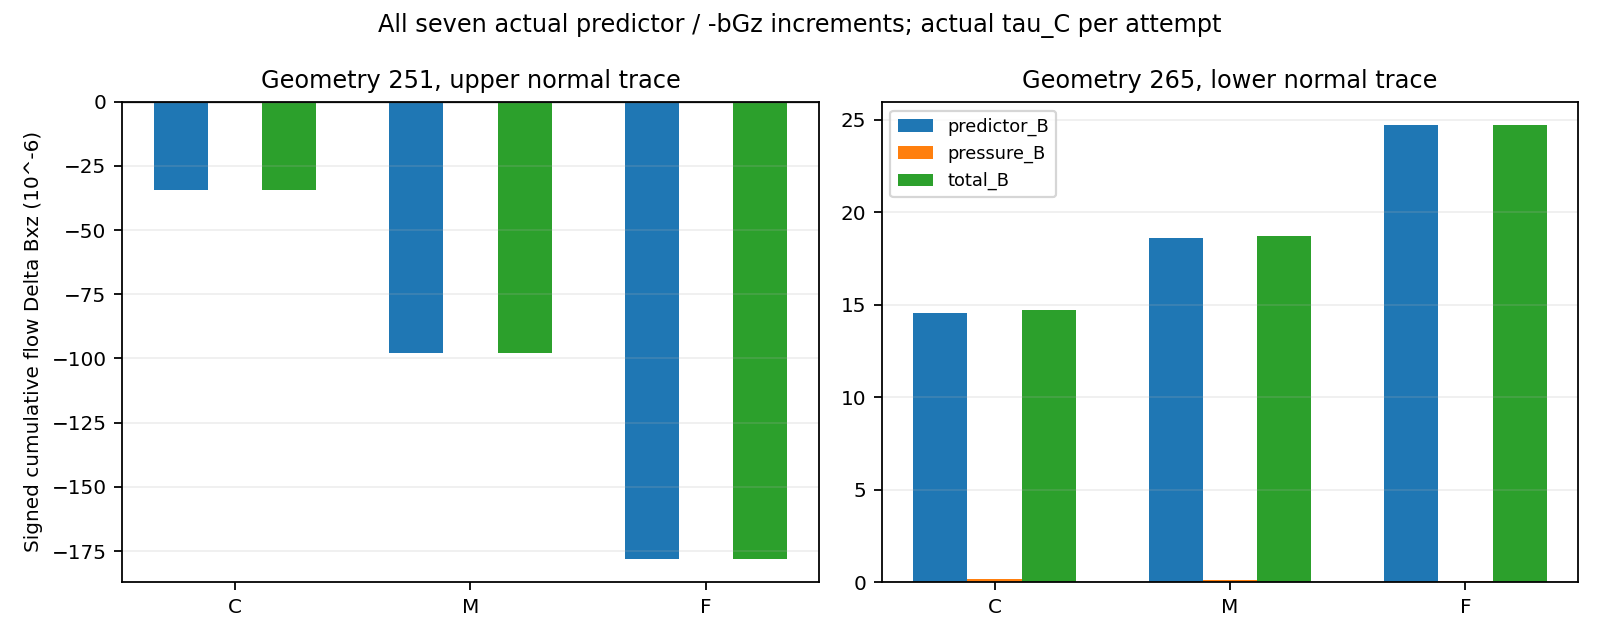 All seven actual predictor / -bGz increments; actual tau_C per attempt
Geometry 251, upper normal trace
Signed cumulative flow Delta Bxz (10^-6)
0
−25
−50
−75
−100
−125
−150
−175
C
M
F
Geometry 265, lower normal trace
predictor_B
pressure_B
total_B
25
20
15
10
5
0
C
M
F